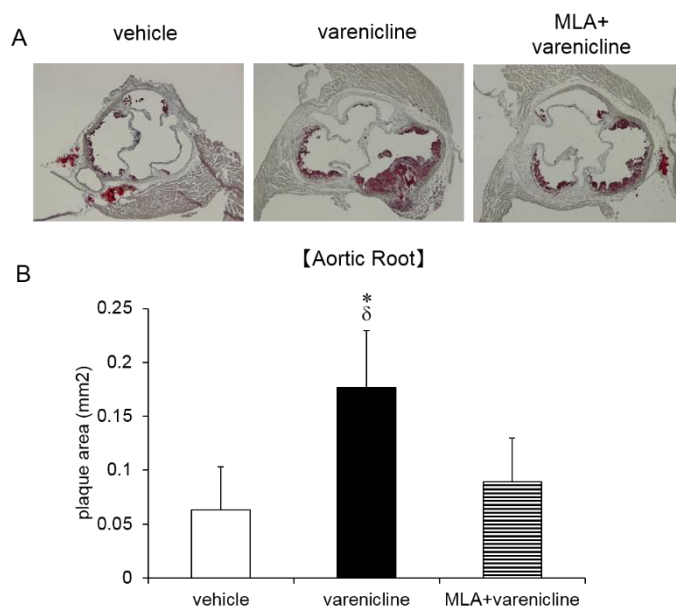 A
vehicle
varenicline
MLA+
varenicline
【Aortic Root】
B
*
δ
0.25
0.2
0.15
0.1
0.05
0
plaque area (mm2)
vehicle
varenicline
MLA+varenicline